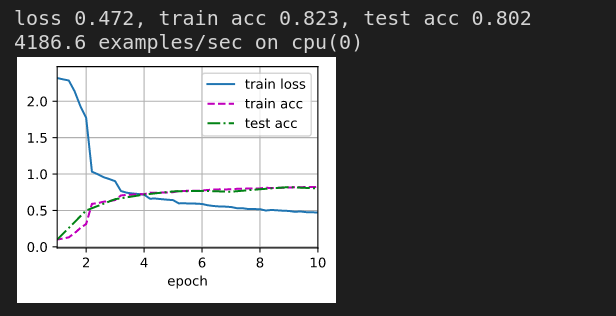 loss 0.472, train acc 0.823, test acc 0.802
4186.6 examples/sec on cpu(0)
train loss
train acc
test acc
2.0
1.5
1.0
0.5
0.0
2 4 6 8 10
epoch